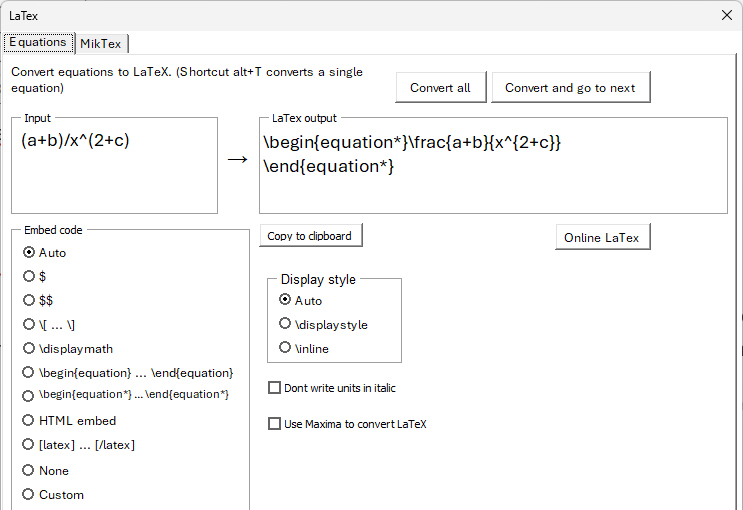 LaTex
Equations MikTex
Convert equations to LaTeX. (Shortcut alt+T converts a single
equation)
Convert all
Convert and go to next
Input
(a+b)/x^(2+c)
→
LaTex output
\begin{equation*}\frac{a+b}{x^{2+c}}
\end{equation*}
Embed code
Auto
$
$$
\[ ... \]
\displaymath
\begin{equation} ... \end{equation}
\begin{equation*} ... \end{equation*}
HTML embed
[latex] ... [/latex]
None
Custom
Copy to clipboard
Online LaTex
Display style
Auto
\displaystyle
\inline
Dont write units in italic
Use Maxima to convert LaTeX